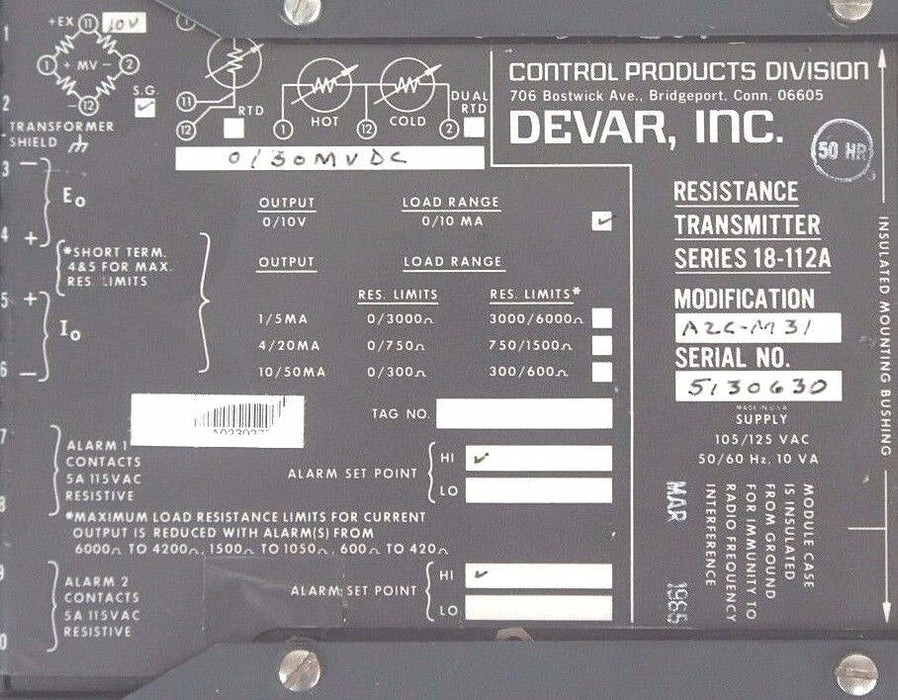 1
+EX. 11 10V
1 + MV - 2
12
S.G.
2
TRANSFORMER
SHIELD
1
11
12
RTD
1 HOT 12 COLD 2
DUAL
RTD
0/30MVDC
CONTROL PRODUCTS DIVISION
706 Bostwick Ave., Bridgeport, Conn. 06605
DEVAR, INC.
50 HR
3 —
Eo
4 +
*SHORT TERM.
4&5 FOR MAX.
RES. LIMITS
5 +
Io
6 —
OUTPUT LOAD RANGE
0/10V 0/10 MA
OUTPUT LOAD RANGE
RES. LIMITS RES. LIMITS*
1/5MA 0/3000Ω 3000/6000Ω
4/20MA 0/750Ω 750/1500Ω
10/50MA 0/300Ω 300/600Ω
TAG NO.
7
ALARM 1
CONTACTS
5A 115VAC
RESISTIVE
8
ALARM SET POINT
HI
LO
*MAXIMUM LOAD RESISTANCE LIMITS FOR CURRENT
OUTPUT IS REDUCED WITH ALARM(S) FROM
6000Ω TO 4200Ω, 1500Ω TO 1050Ω, 600Ω TO 420Ω
9
ALARM 2
CONTACTS
5A 115VAC
RESISTIVE
0
ALARM SET POINT
HI
LO
RESISTANCE
TRANSMITTER
SERIES 18-112A
MODIFICATION
SERIAL NO.
5130630
MADE IN U.S.A.
SUPPLY
105/125 VAC
50/60 Hz, 10 VA
MODULE CASE
IS INSULATED
FROM GROUND
FOR IMMUNITY TO
RADIO FREQUENCY
INTERFERENCE
MAR 1985
INSULATED MOUNTING BUSHING